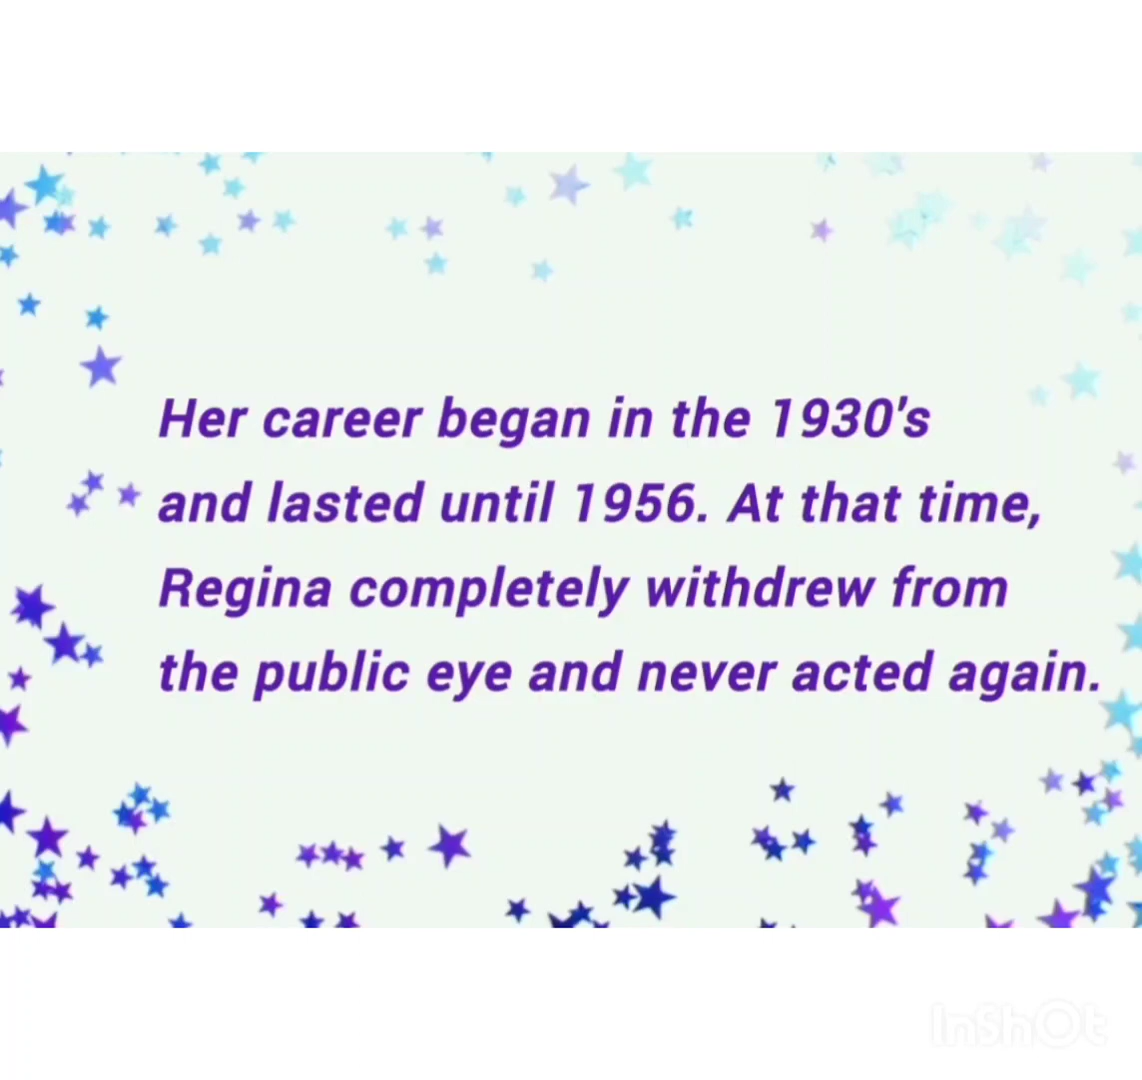 Her career began in the 1930's
and lasted until 1956. At that time,
Regina completely withdrew from
the public eye and never acted again.
InShOt